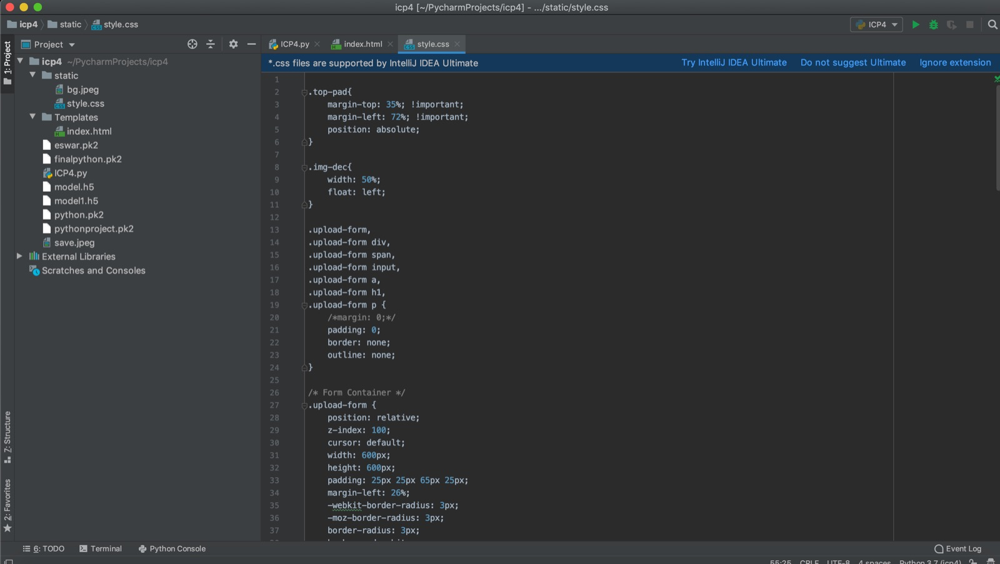 icp4 [~/PycharmProjects/icp4] - .../static/style.css
icp4 static style.css
ICP4
1: Project
Project
ICP4.py
index.html
style.css
icp4 ~/PycharmProjects/icp4
static
bg.jpeg
style.css
Templates
index.html
eswar.pk2
finalpython.pk2
ICP4.py
model.h5
model1.h5
python.pk2
pythonproject.pk2
save.jpeg
External Libraries
Scratches and Consoles
*.css files are supported by IntelliJ IDEA Ultimate
Try IntelliJ IDEA Ultimate Do not suggest Ultimate Ignore extension
1
2 .top-pad{
3 margin-top: 35%; !important;
4 margin-left: 72%; !important;
5 position: absolute;
6 }
7
8 .img-dec{
9 width: 50%;
10 float: left;
11 }
12
13 .upload-form,
14 .upload-form div,
15 .upload-form span,
16 .upload-form input,
17 .upload-form a,
18 .upload-form h1,
19 .upload-form p {
20 /*margin: 0;*/
21 padding: 0;
22 border: none;
23 outline: none;
24 }
25
26 /* Form Container */
27 .upload-form {
28 position: relative;
29 z-index: 100;
30 cursor: default;
31 width: 600px;
32 height: 600px;
33 padding: 25px 25px 65px 25px;
34 margin-left: 26%;
35 -webkit-border-radius: 3px;
36 -moz-border-radius: 3px;
37 border-radius: 3px;
Z: Structure
2: Favorites
6: TODO Terminal Python Console Event Log
55:25 CRLF UTF-8 4 spaces Python 3.7 (icp4)